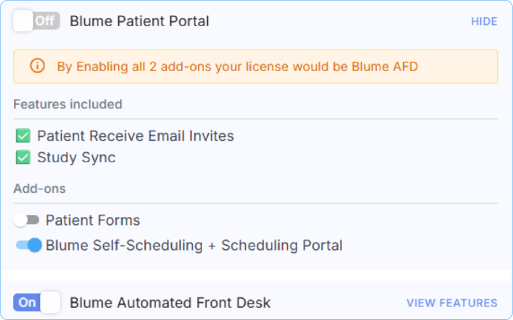 Off Blume Patient Portal HIDE
By Enabling all 2 add-ons your license would be Blume AFD
Features included
Patient Receive Email Invites
Study Sync
Add-ons
Patient Forms
Blume Self-Scheduling + Scheduling Portal
On Blume Automated Front Desk VIEW FEATURES